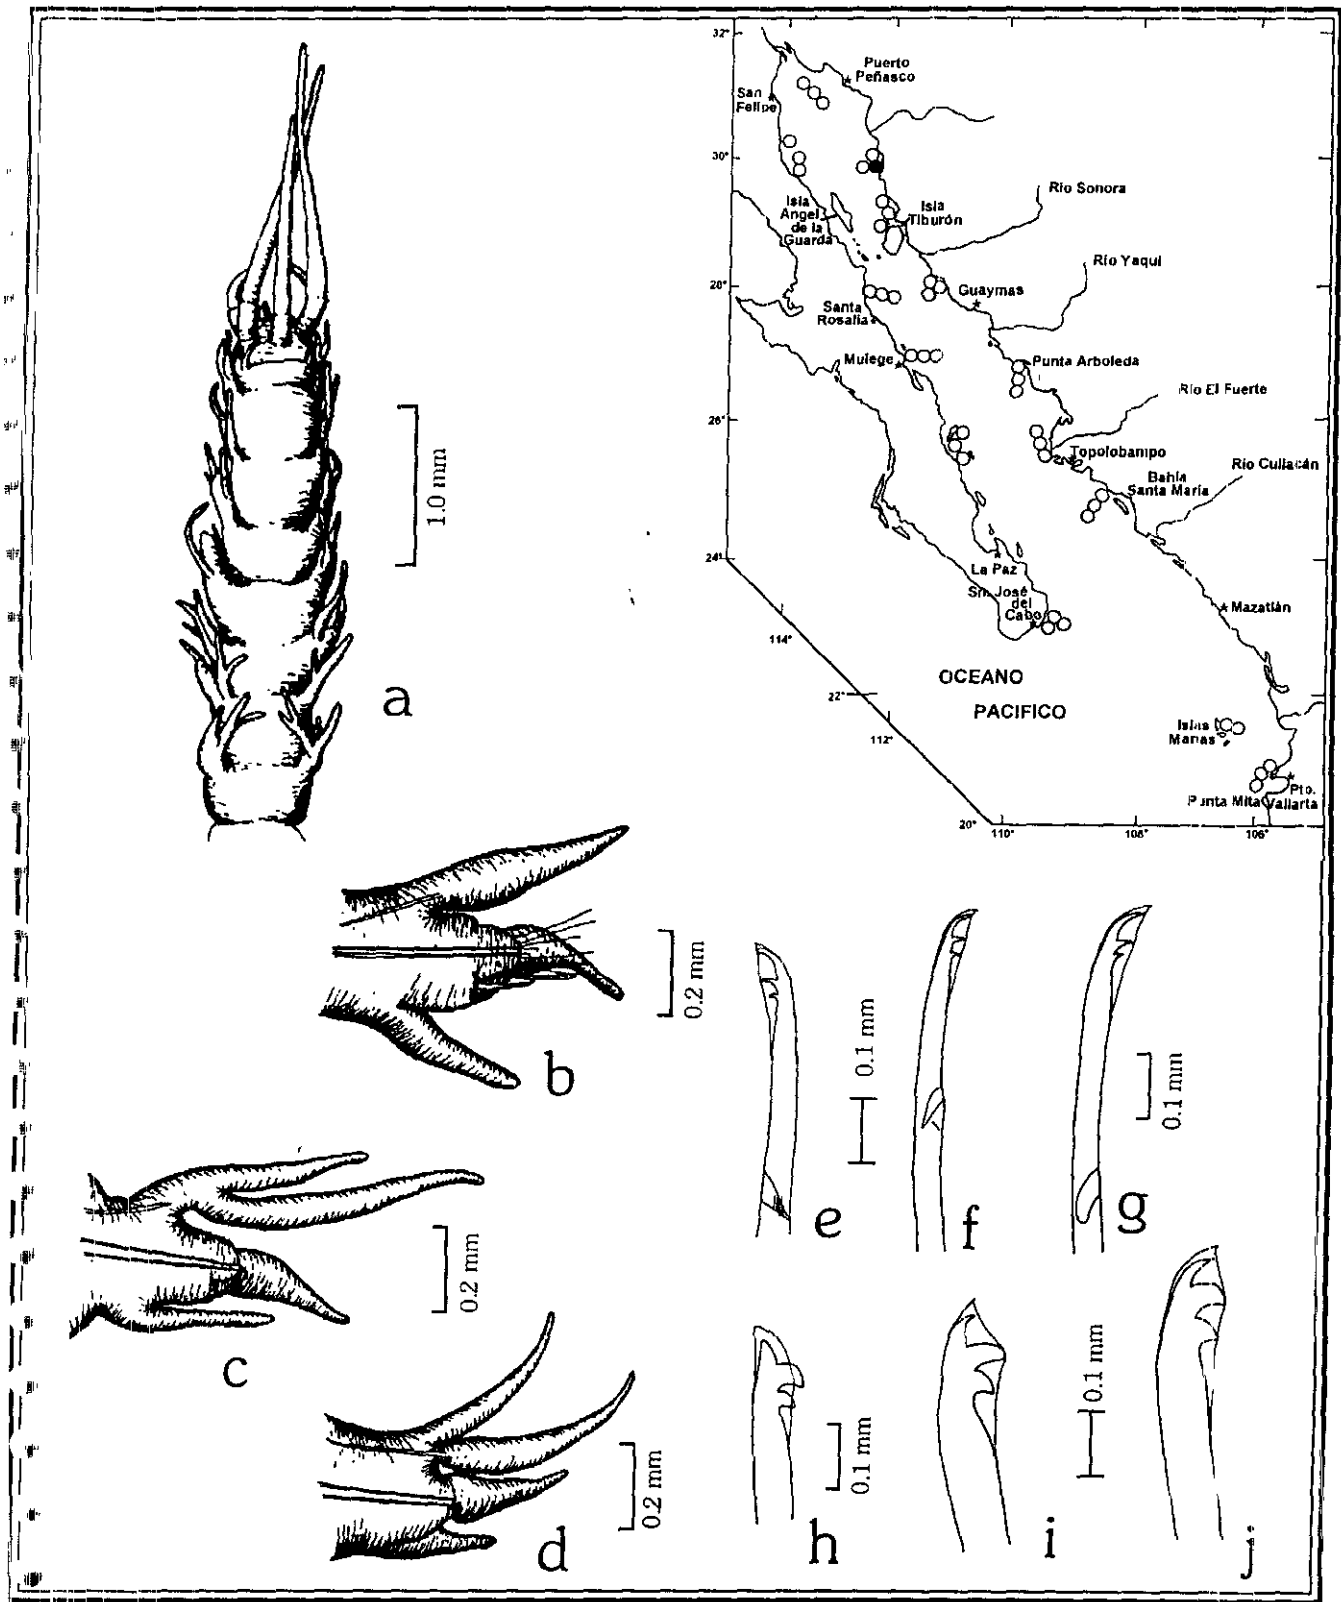 32°
Puerto
Peñasco
San
Felipe
30°
Río Sonora
Isla
Angel
de la
Guarda
Isla
Tiburón
Río Yaqui
28°
Guaymas
Santa
Rosalía
Mulege
Punta Arboleda
Río El Fuerte
26°
Topolobampo
Río Culiacán
Bahía
Santa María
24°
La Paz
Sn. José
del
Cabo
Mazatlán
114°
OCEANO
PACIFICO
22°
112°
Islas
Marias
Pto.
Vallarta
Punta Mita
20°
110°
108°
106°
1.0 mm
a
0.2 mm
b
0.2 mm
c
0.2 mm
d
0.1 mm
e
f
0.1 mm
g
0.1 mm
h
0.1 mm
i
j